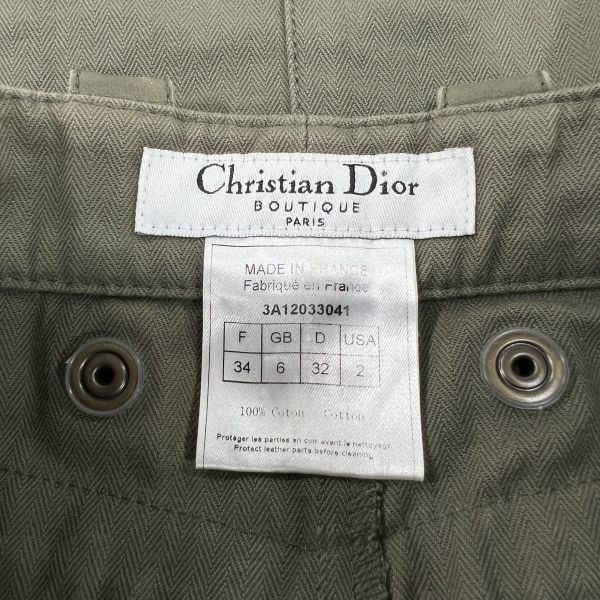 Christian Dior
BOUTIQUE
PARIS
MADE IN FRANCE
Fabriqué en France
3A12033041
F GB D USA
34 6 32 2
100% Coton - Cotton
Protéger les parties en cuir avant le nettoyage
Protect leather parts before cleaning